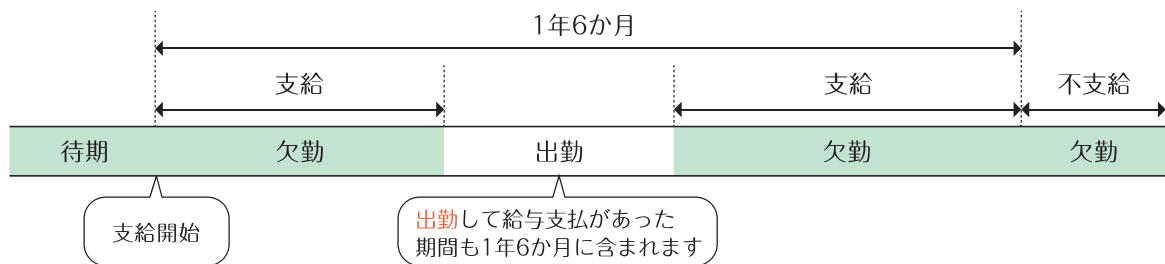 1年6か月
支給
支給
不支給
待期
欠勤
出勤
欠勤
欠勤
支給開始
出勤して給与支払があった
期間も1年6か月に含まれます